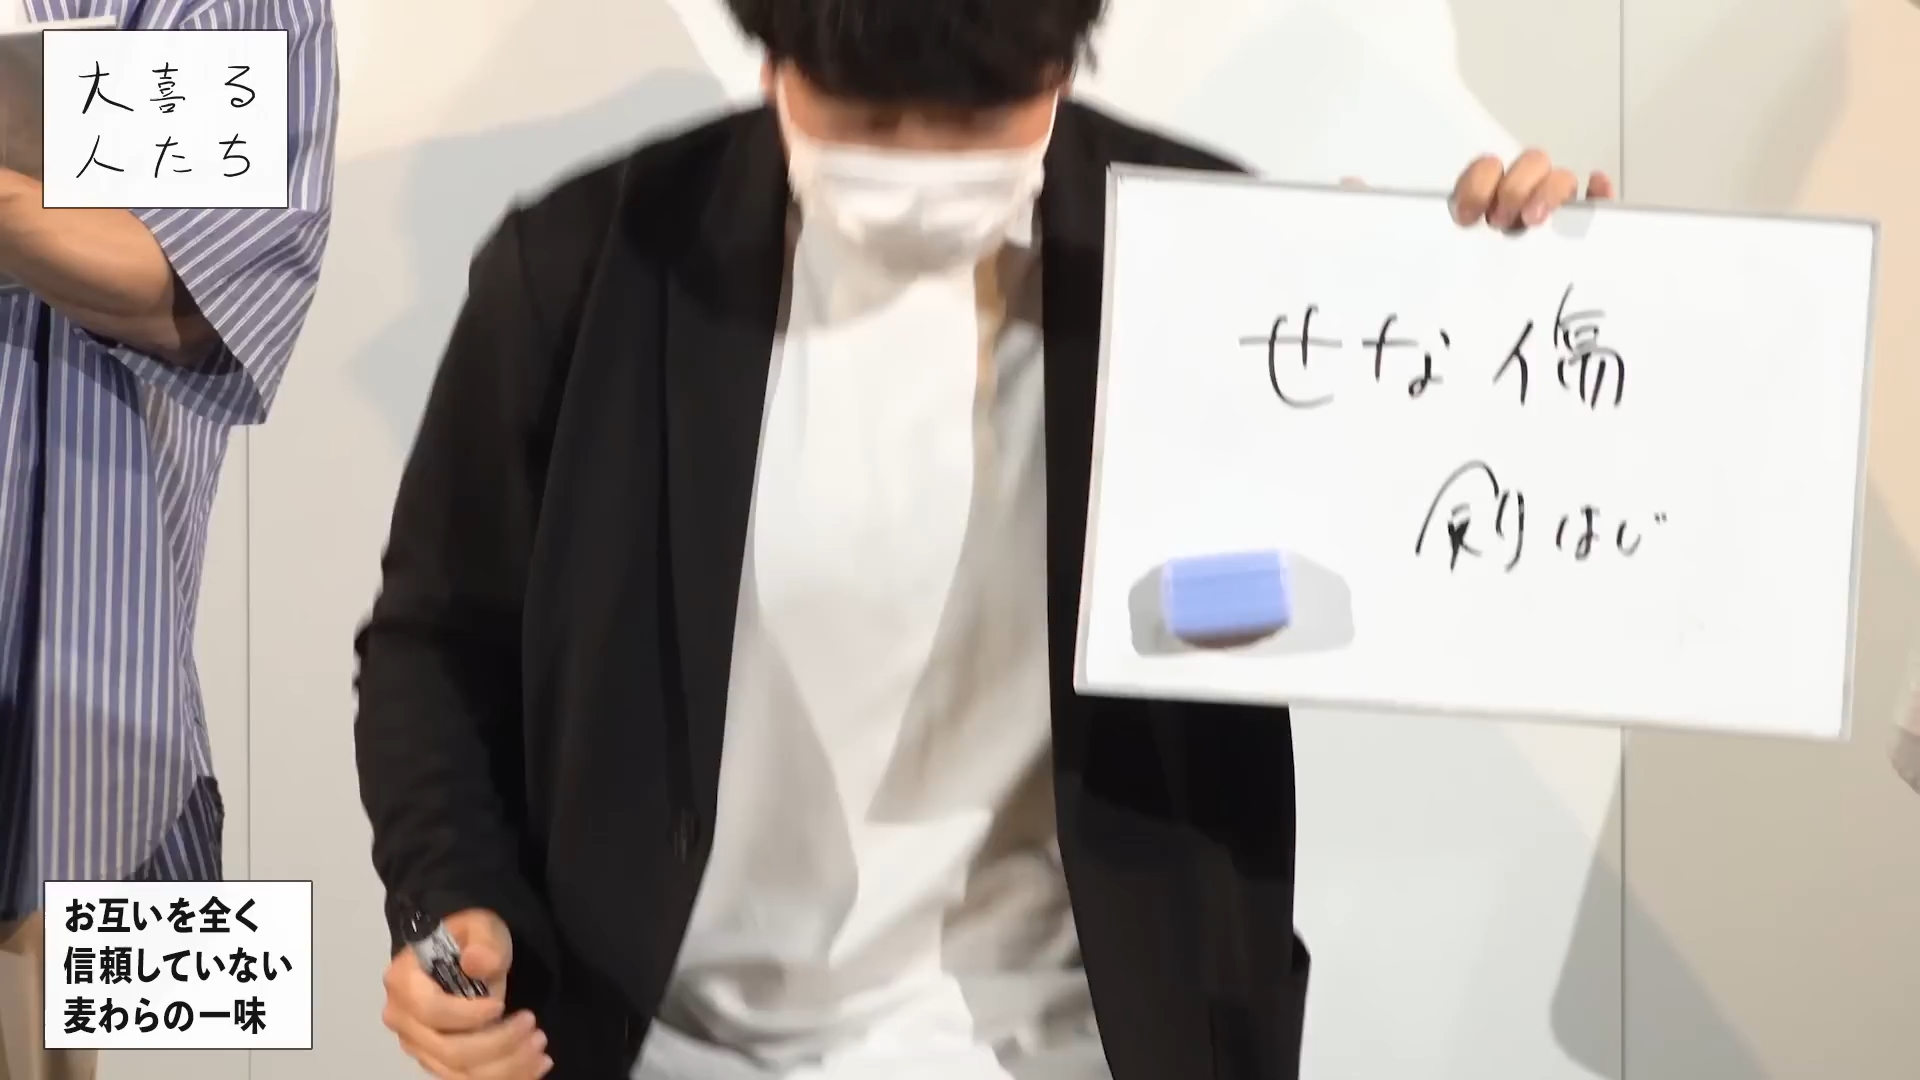 大喜る
人たち
せな傷
剣はじ
お互いを全く
信頼していない
麦わらの一味